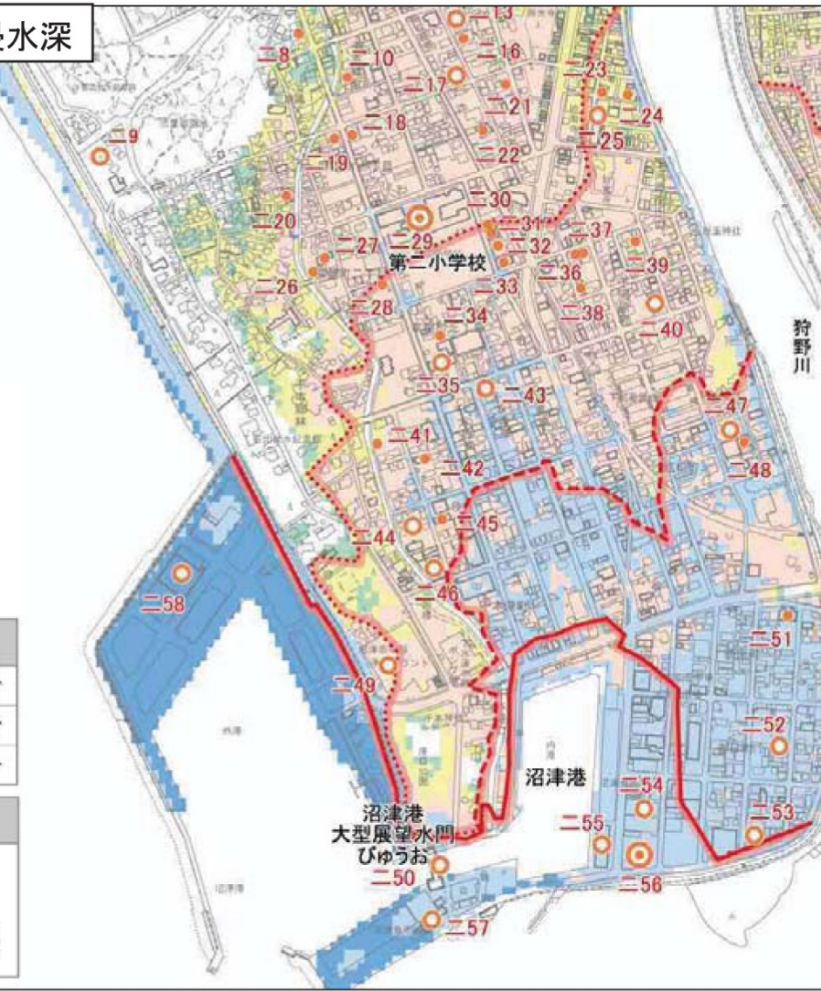 浸水深
二8
二9
二10
二13
二16
二17
二18
二19
二20
二21
二22
二23
二24
二25
二26
二27
二28
二29
二30
二31
二32
二33
二34
二35
二36
二37
二38
二39
二40
二41
二42
二43
二44
二45
二46
二47
二48
二49
二50
二51
二52
二53
二54
二55
二56
二57
二58
第二小学校
狩野川
沼津港
沼津港
大型展望水門
びゅうお
内港